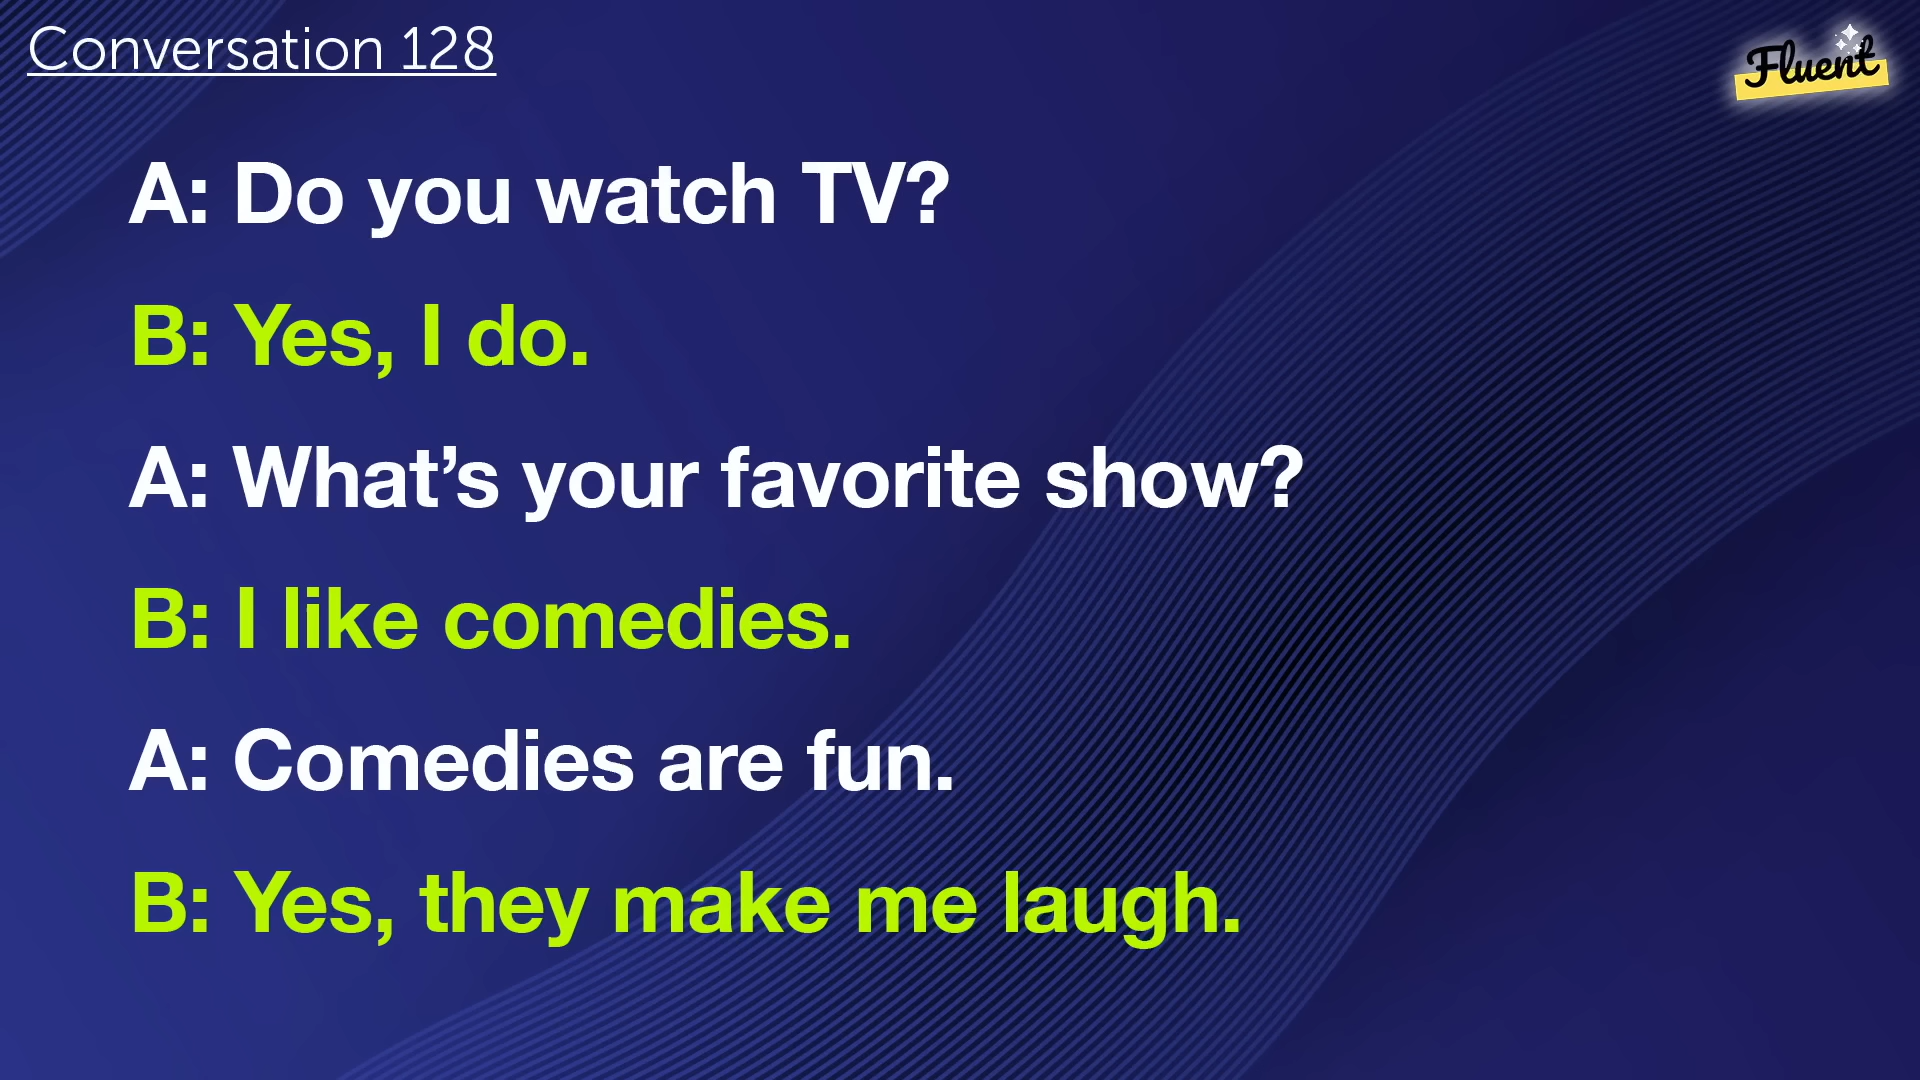 Conversation 128
Fluent
A: Do you watch TV?
B: Yes, I do.
A: What’s your favorite show?
B: I like comedies.
A: Comedies are fun.
B: Yes, they make me laugh.